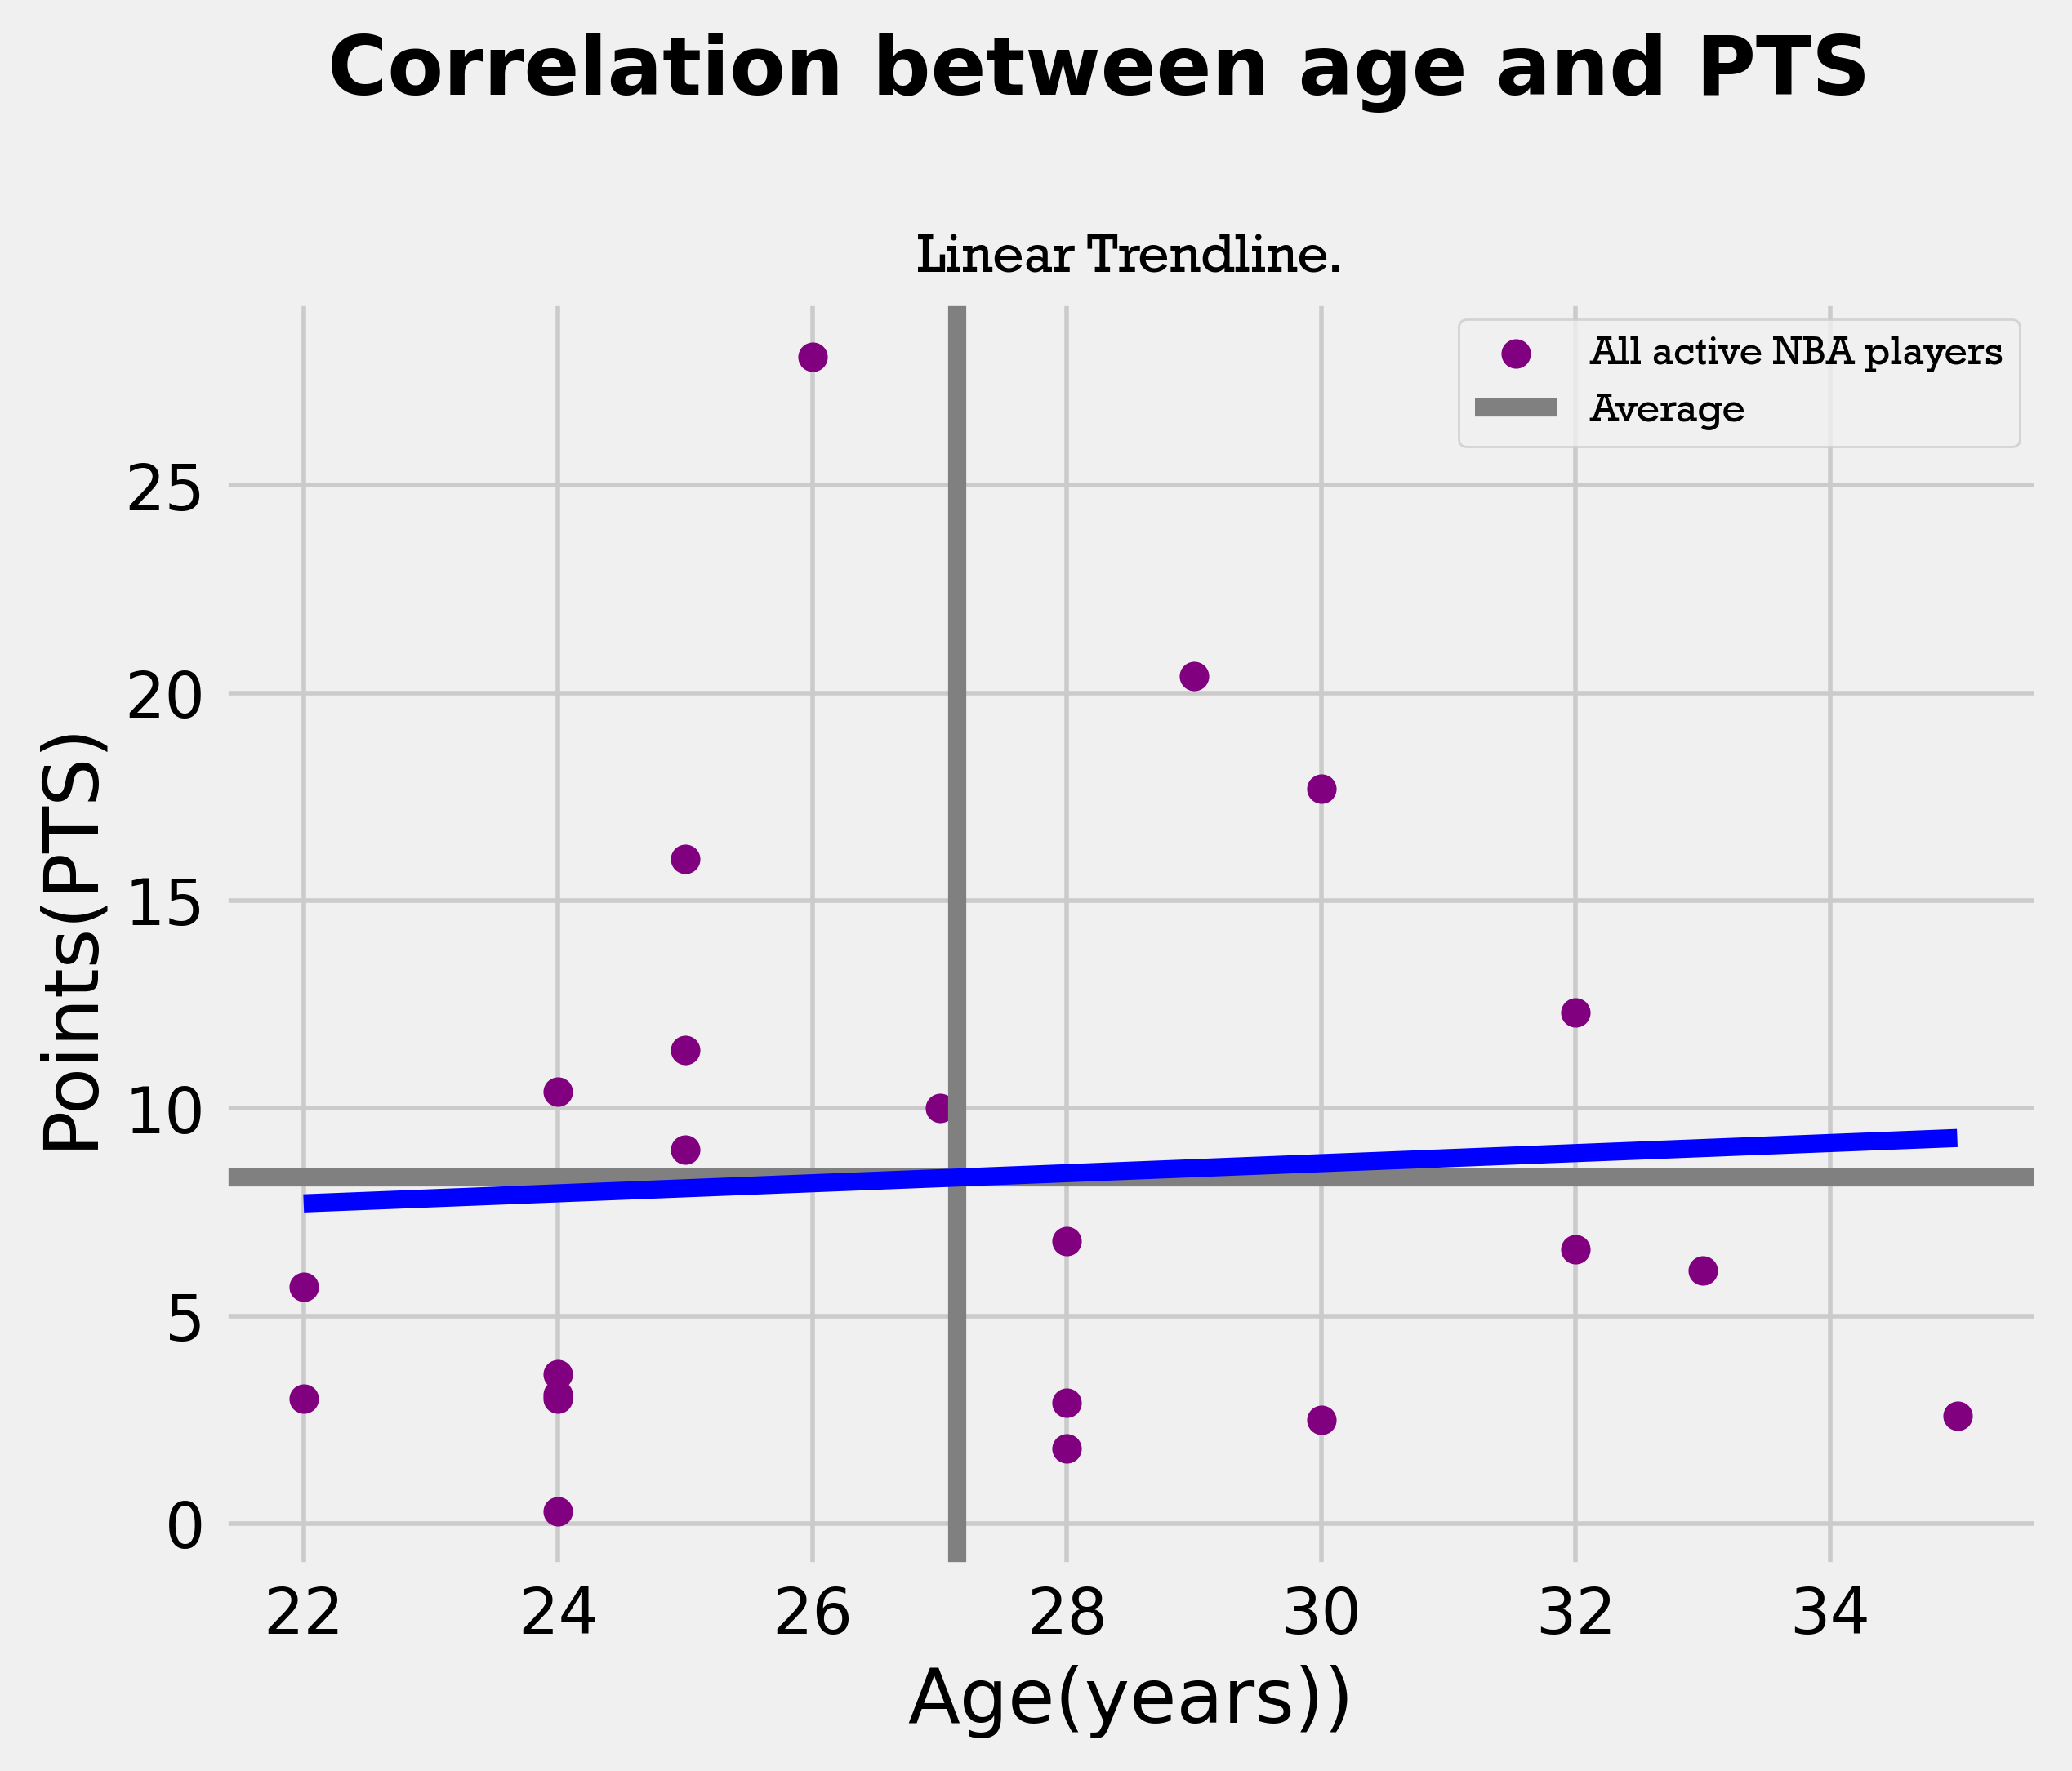 Correlation between age and PTS
Linear Trendline.
All active NBA players
Average
Points(PTS)
25
20
15
10
5
0
22 24 26 28 30 32 34
Age(years))